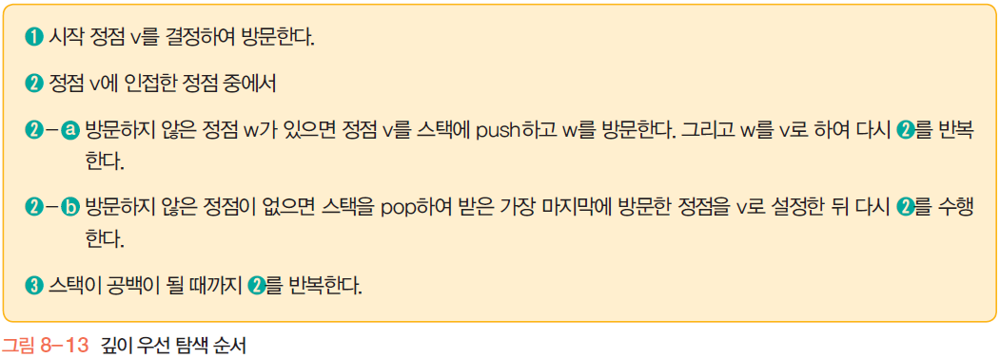 ❶ 시작 정점 v를 결정하여 방문한다.
❷ 정점 v에 인접한 정점 중에서
❷-ⓐ 방문하지 않은 정점 w가 있으면 정점 v를 스택에 push하고 w를 방문한다. 그리고 w를 v로 하여 다시 ❷를 반복
한다.
❷-ⓑ 방문하지 않은 정점이 없으면 스택을 pop하여 받은 가장 마지막에 방문한 정점을 v로 설정한 뒤 다시 ❷를 수행
한다.
❸ 스택이 공백이 될 때까지 ❷를 반복한다.
그림 8-13 깊이 우선 탐색 순서